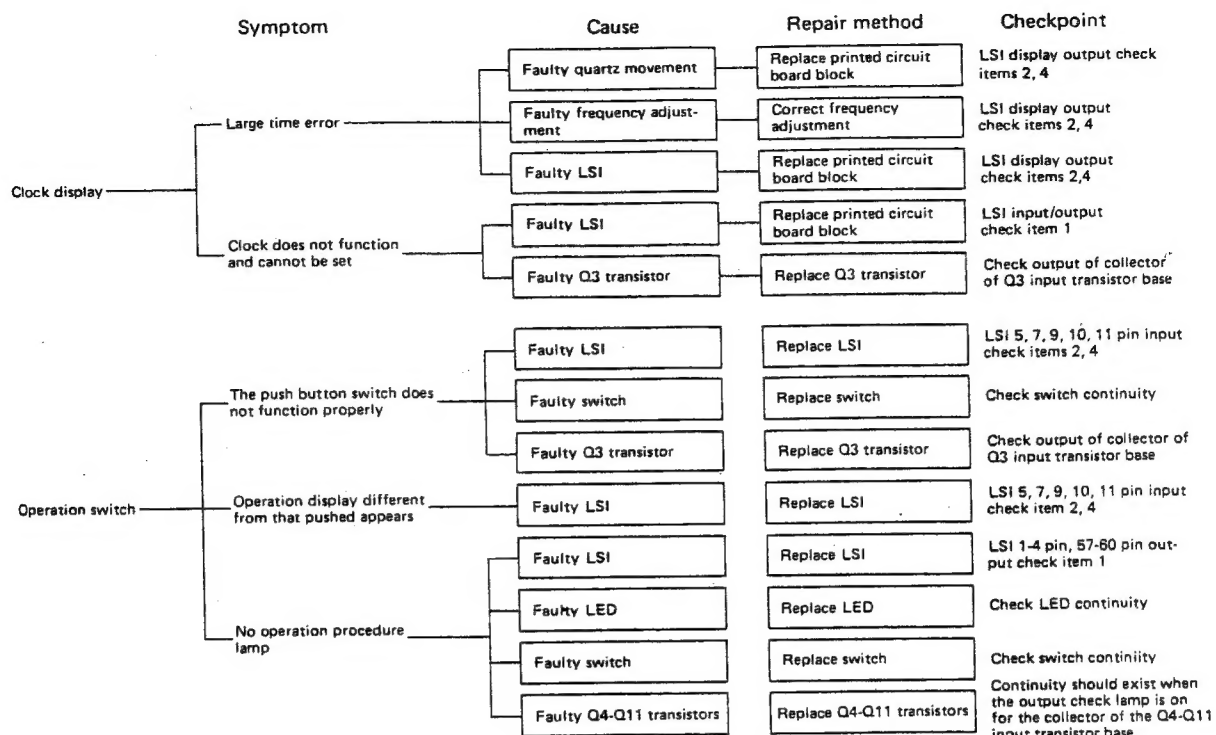 Symptom
Cause
Repair method
Checkpoint
Clock display
Large time error
Faulty quartz movement
Replace printed circuit
board block
LSI display output check
items 2, 4
Faulty frequency adjust-
ment
Correct frequency
adjustment
LSI display output
check items 2, 4
Faulty LSI
Replace printed circuit
board block
LSI display output
check items 2,4
Clock does not function
and cannot be set
Faulty LSI
Replace printed circuit
board block
LSI input/output
check item 1
Faulty Q3 transistor
Replace Q3 transistor
Check output of collector
of Q3 input transistor base
Operation switch
The push button switch does
not function properly
Faulty LSI
Replace LSI
LSI 5, 7, 9, 10, 11 pin input
check items 2, 4
Faulty switch
Replace switch
Check switch continuity
Faulty Q3 transistor
Replace Q3 transistor
Check output of collector of
Q3 input transistor base
Operation display different
from that pushed appears
Faulty LSI
Replace LSI
LSI 5, 7, 9, 10, 11 pin input
check item 2, 4
No operation procedure
lamp
Faulty LSI
Replace LSI
LSI 1-4 pin, 57-60 pin out-
put check item 1
Faulty LED
Replace LED
Check LED continuity
Faulty switch
Replace switch
Check switch continiity
Faulty Q4-Q11 transistors
Replace Q4-Q11 transistors
Continuity should exist when
the output check lamp is on
for the collector of the Q4-Q11
input transistor base